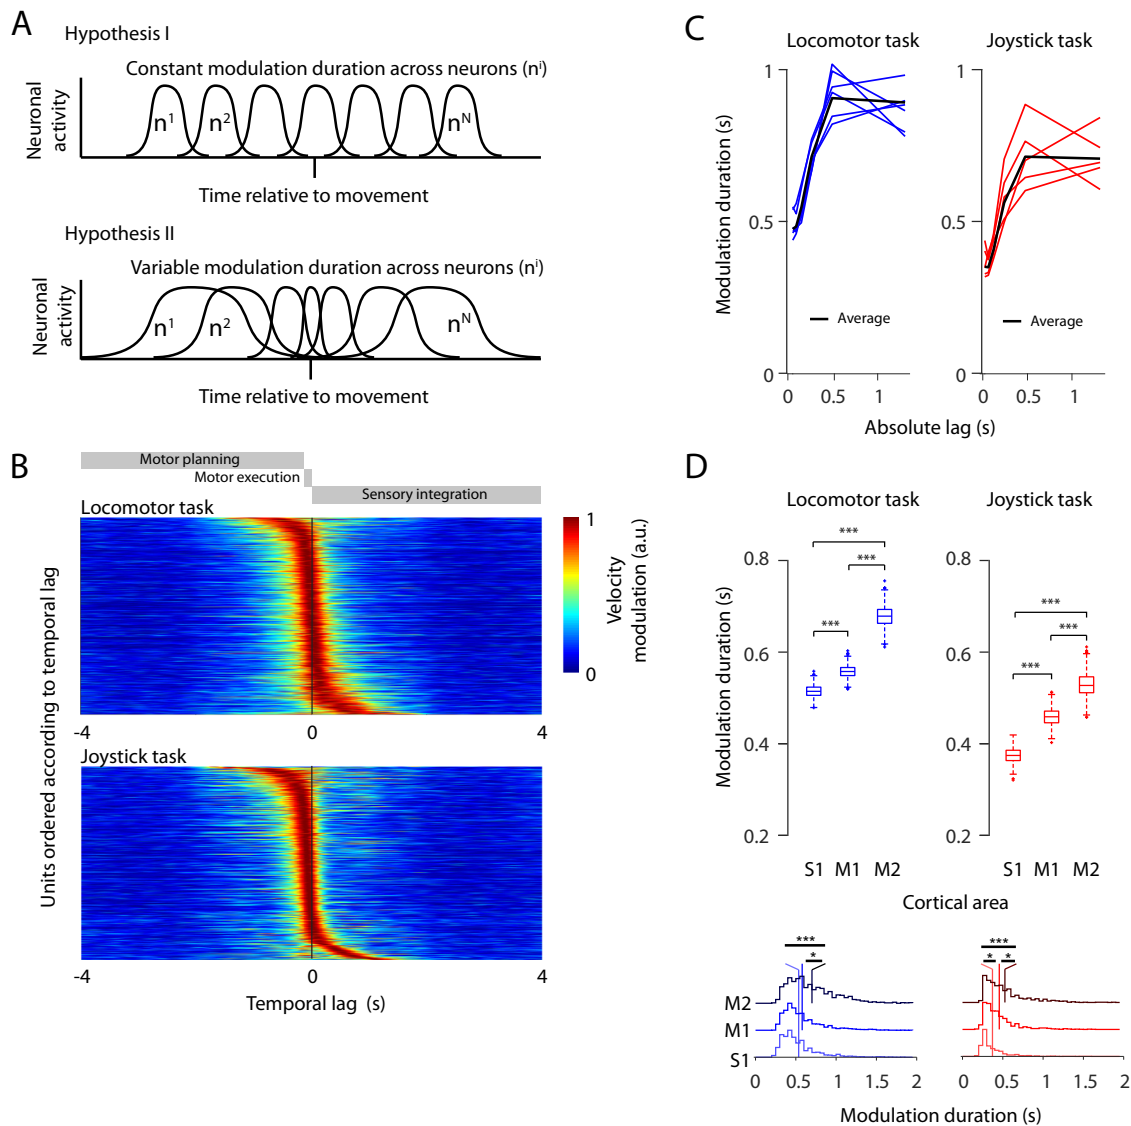 A
Hypothesis I
Constant modulation duration across neurons (nⁱ)
Neuronal
activity
n¹
n²
nᴺ
Time relative to movement
Hypothesis II
Variable modulation duration across neurons (nⁱ)
Neuronal
activity
n¹
n²
nᴺ
Time relative to movement
B
Motor planning
Motor execution
Sensory integration
Locomotor task
Units ordered according to temporal lag
-4
0
4
1
0
Velocity
modulation (a.u.)
Joystick task
-4
0
4
Temporal lag (s)
C
Locomotor task
Joystick task
Modulation duration (s)
1
0.5
0
Average
0
0.5
1
1
0.5
0
Average
0
0.5
1
Absolute lag (s)
D
Locomotor task
Joystick task
Modulation duration (s)
0.8
0.6
0.4
0.2
***
***
***
S1
M1
M2
0.8
0.6
0.4
0.2
***
***
***
S1
M1
M2
Cortical area
***
*
***
*
*
M2
M1
S1
0
0.5
1
1.5
2
0
0.5
1
1.5
2
Modulation duration (s)